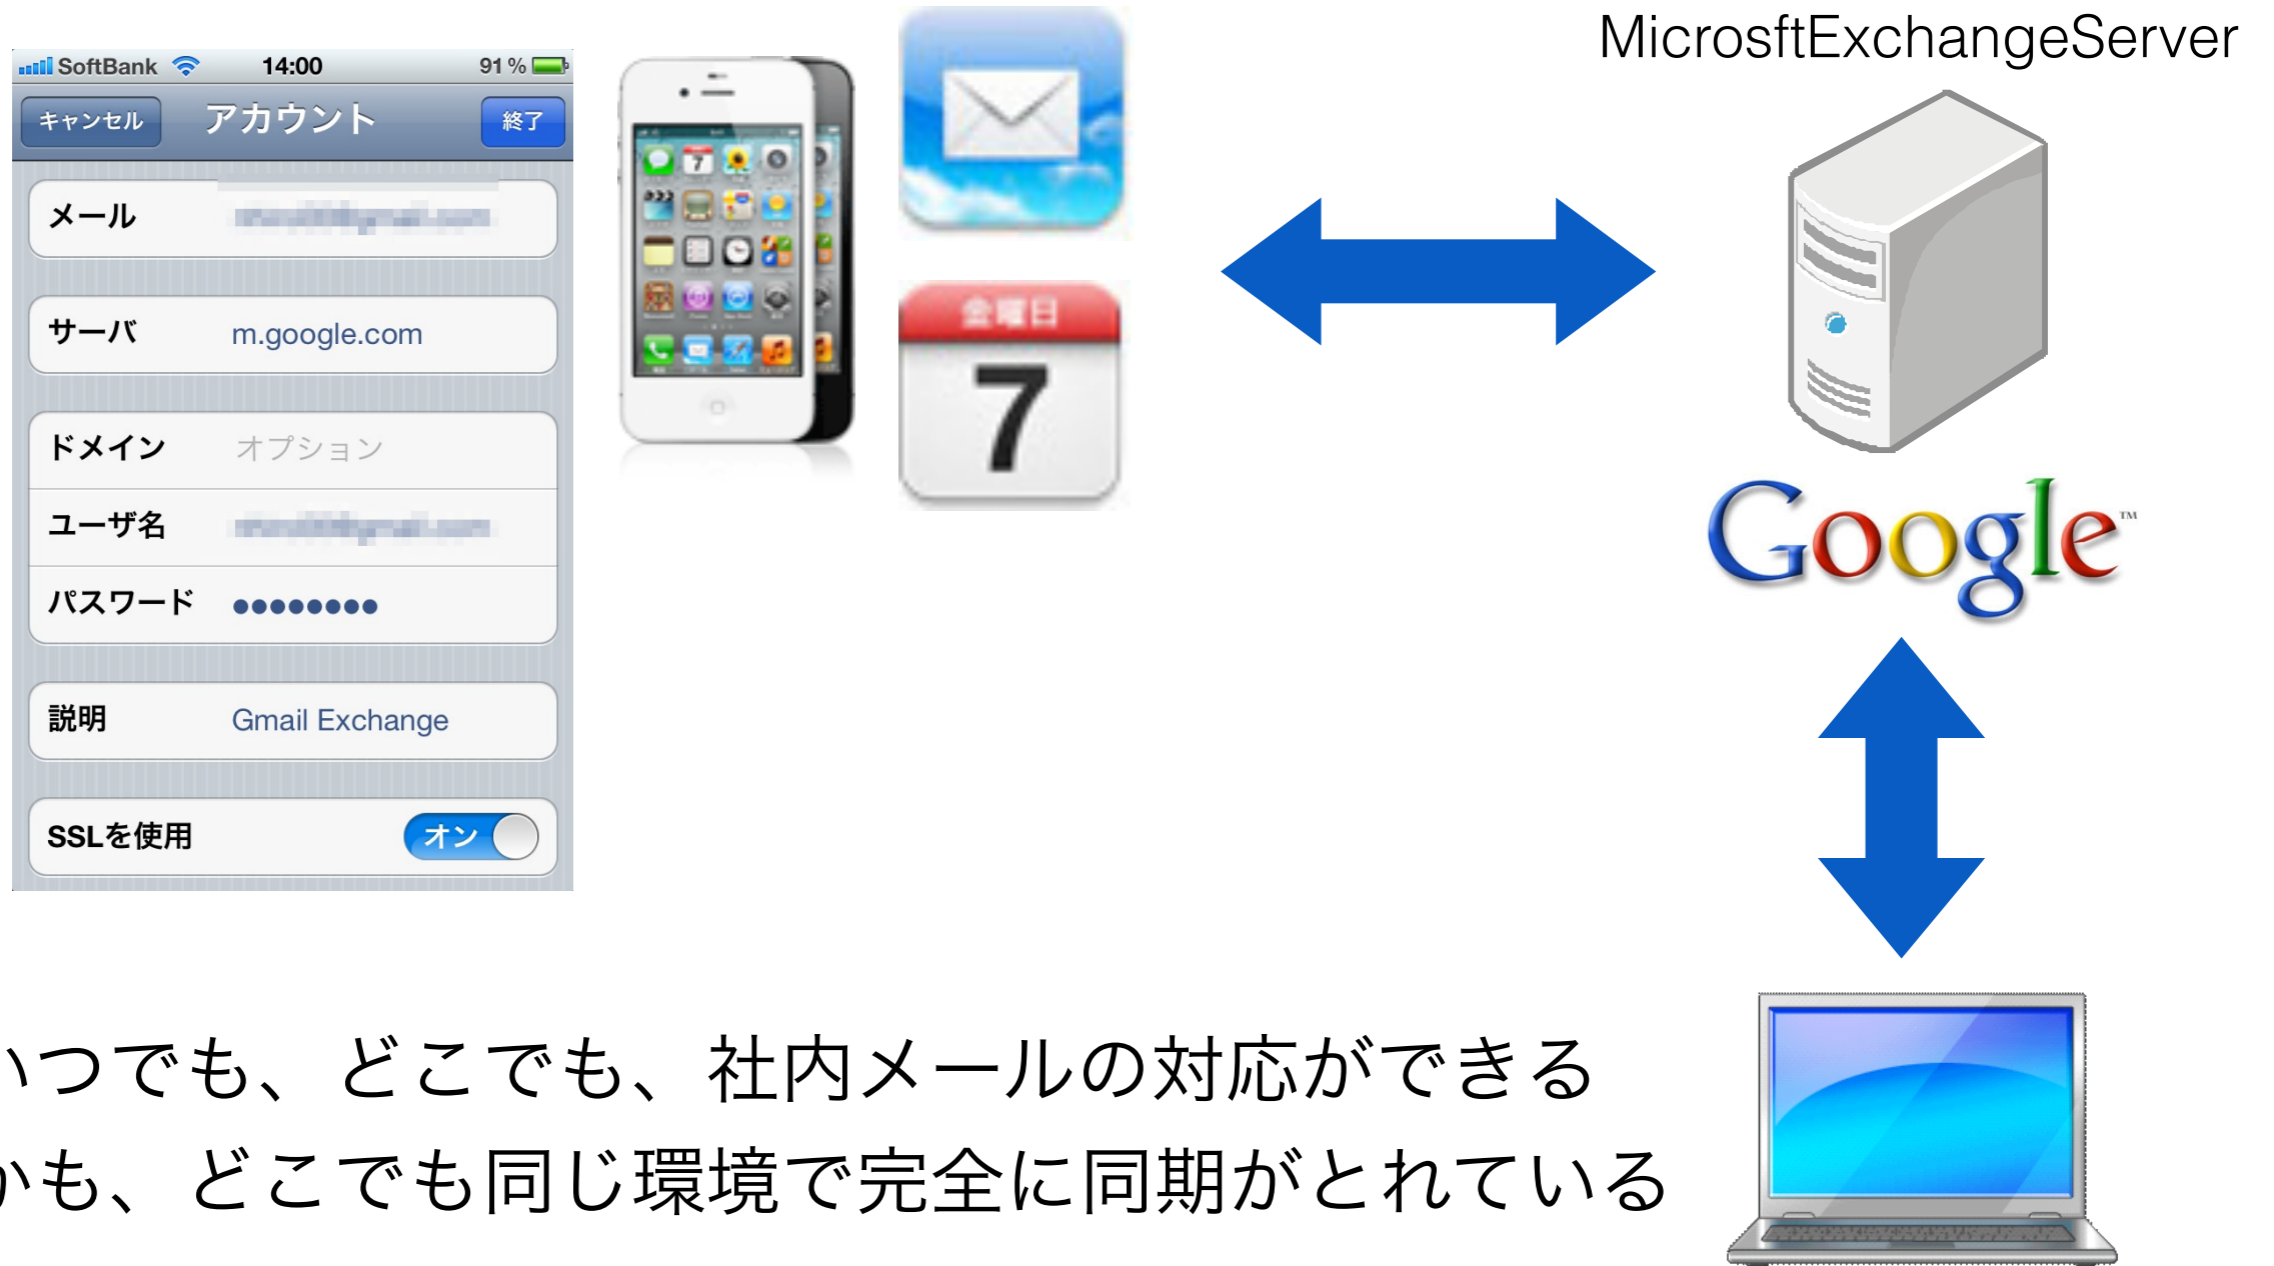 MicrosftExchangeServer
SoftBank 14:00 91%
キャンセル アカウント 終了
メール
サーバ m.google.com
ドメイン オプション
ユーザ名
パスワード ●●●●●●●●
説明 Gmail Exchange
SSLを使用 オン
金曜日
7
Google™
いつでも、どこでも、社内メールの対応ができる
かも、どこでも同じ環境で完全に同期がとれている